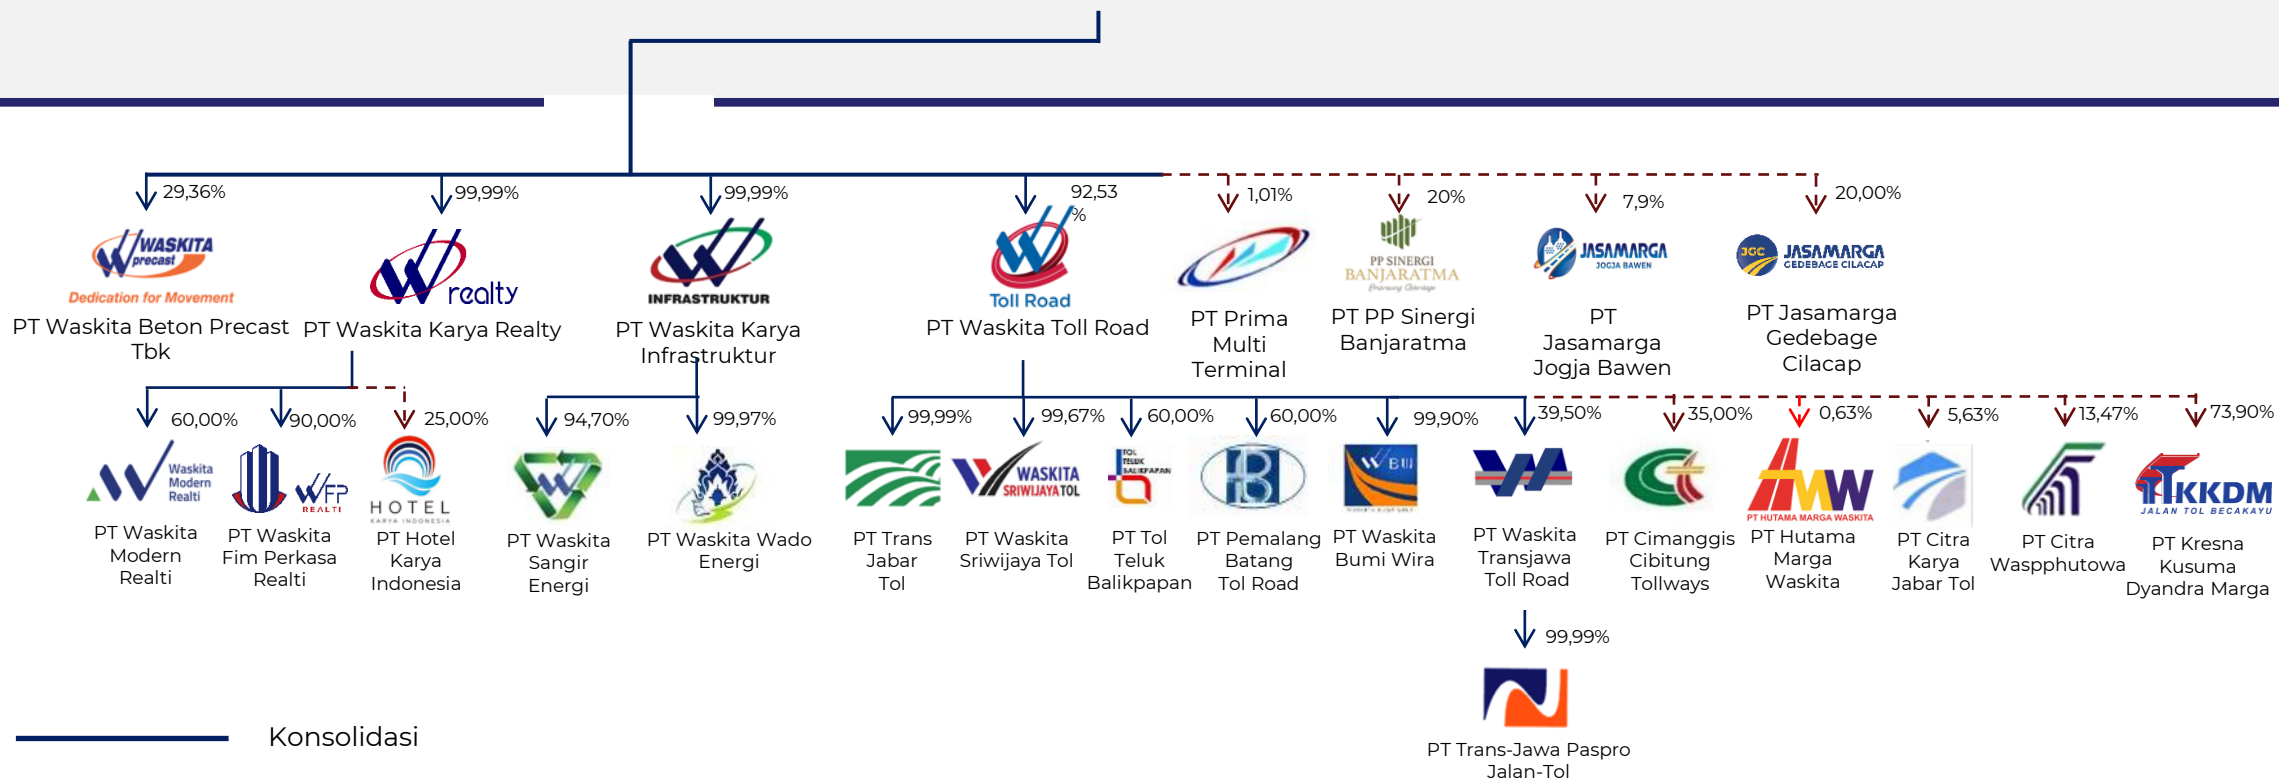 29,36%
99,99%
99,99%
92,53
%
1,01%
20%
7,9%
20,00%
WASKITA
precast
Dedication for Movement
realty
INFRASTRUKTUR
Toll Road
PP SINERGI
BANJARATMA
JASAMARGA
JOGJA BAWEN
JGC
JASAMARGA
GEDEBAGE CILACAP
PT Waskita Beton Precast
Tbk
PT Waskita Karya Realty
PT Waskita Karya
Infrastruktur
PT Waskita Toll Road
PT Prima
Multi
Terminal
PT PP Sinergi
Banjaratma
PT
Jasamarga
Jogja Bawen
PT Jasamarga
Gedebage
Cilacap
60,00%
90,00%
25,00%
94,70%
99,97%
99,99%
99,67%
60,00%
60,00%
99,90%
39,50%
35,00%
0,63%
5,63%
13,47%
73,90%
Waskita
Modern
Realti
WFP
REALTI
HOTEL
KARYA INDONESIA
WASKITA
SRIWIJAYA TOL
TOL
TELUK
BALIKPAPAN
WBW
PT HUTAMA MARGA WASKITA
KKDM
JALAN TOL BECAKAYU
PT Waskita
Modern
Realti
PT Waskita
Fim Perkasa
Realti
PT Hotel
Karya
Indonesia
PT Waskita
Sangir
Energi
PT Waskita Wado
Energi
PT Trans
Jabar
Tol
PT Waskita
Sriwijaya Tol
PT Tol
Teluk
Balikpapan
PT Pemalang
Batang
Tol Road
PT Waskita
Bumi Wira
PT Waskita
Transjawa
Toll Road
PT Cimanggis
Cibitung
Tollways
PT Hutama
Marga
Waskita
PT Citra
Karya
Jabar Tol
PT Citra
Waspphutowa
PT Kresna
Kusuma
Dyandra Marga
99,99%
PT Trans-Jawa Paspro
Jalan-Tol
Konsolidasi